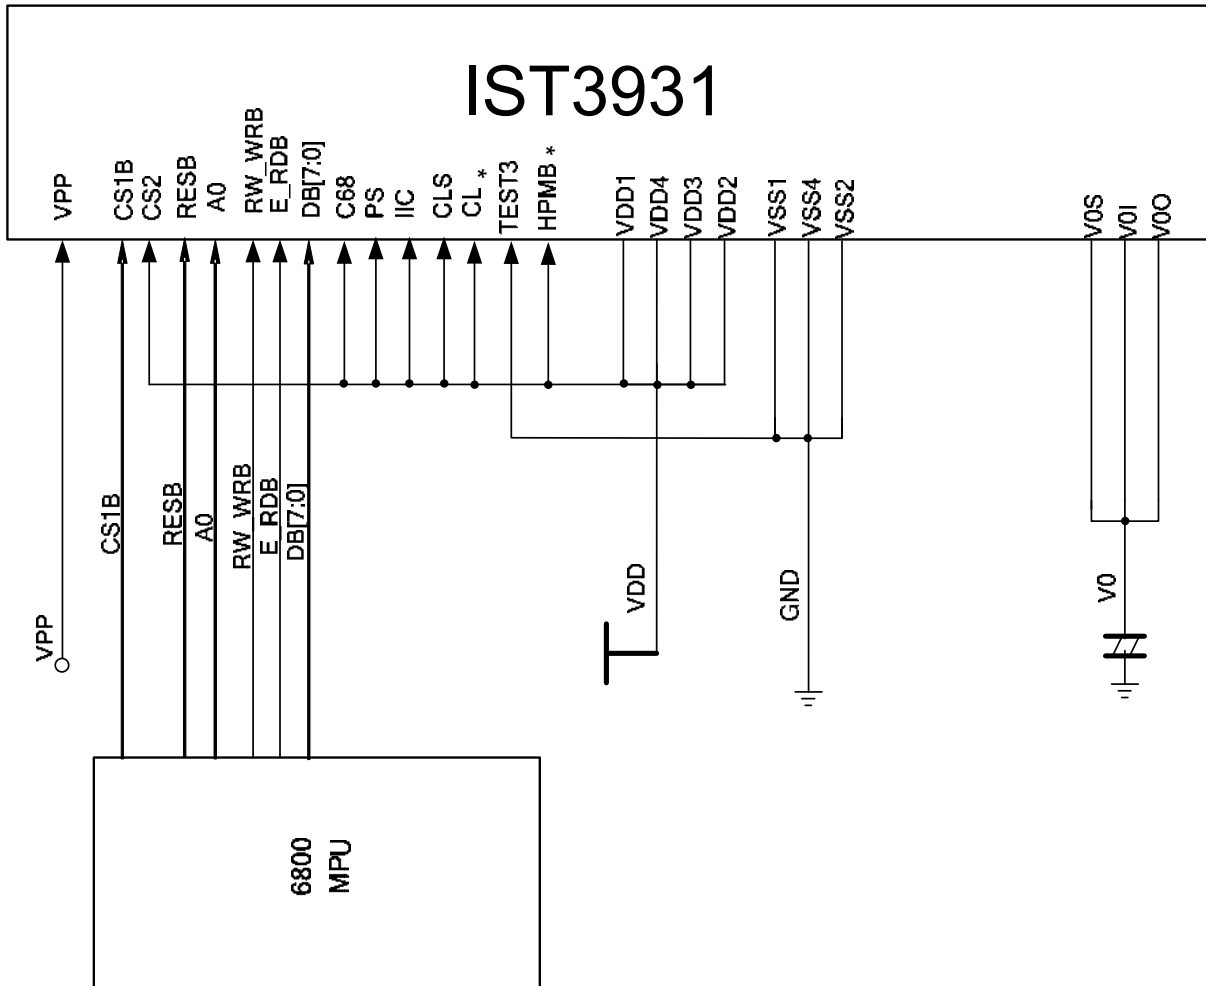 IST3931
VPP
CS1B
CS2
RESB
A0
RW_WRB
E_RDB
DB[7:0]
C68
PS
IIC
CLS
CL *
TEST3
HPMB *
VDD1
VDD4
VDD3
VDD2
VSS1
VSS4
VSS2
V0S
V0I
V0O
VPP
CS1B
RESB
A0
RW_WRB
E_RDB
DB[7:0]
VDD
GND
V0
6800
MPU